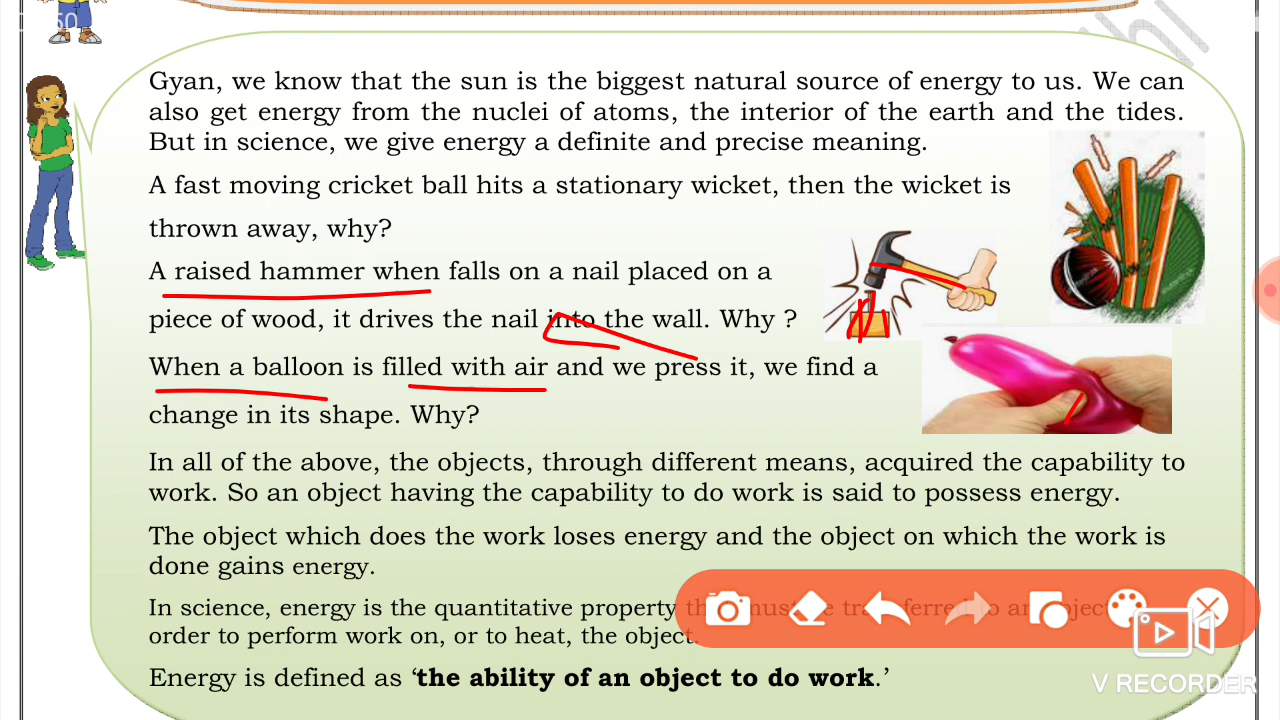 50
Gyan, we know that the sun is the biggest natural source of energy to us. We can
also get energy from the nuclei of atoms, the interior of the earth and the tides.
But in science, we give energy a definite and precise meaning.
A fast moving cricket ball hits a stationary wicket, then the wicket is
thrown away, why?
A raised hammer when falls on a nail placed on a
piece of wood, it drives the nail into the wall. Why ?
When a balloon is filled with air and we press it, we find a
change in its shape. Why?
In all of the above, the objects, through different means, acquired the capability to
work. So an object having the capability to do work is said to possess energy.
The object which does the work loses energy and the object on which the work is
done gains energy.
In science, energy is the quantitative property
order to perform work on, or to heat, the object.
Energy is defined as ‘the ability of an object to do work.’
V RECORDER